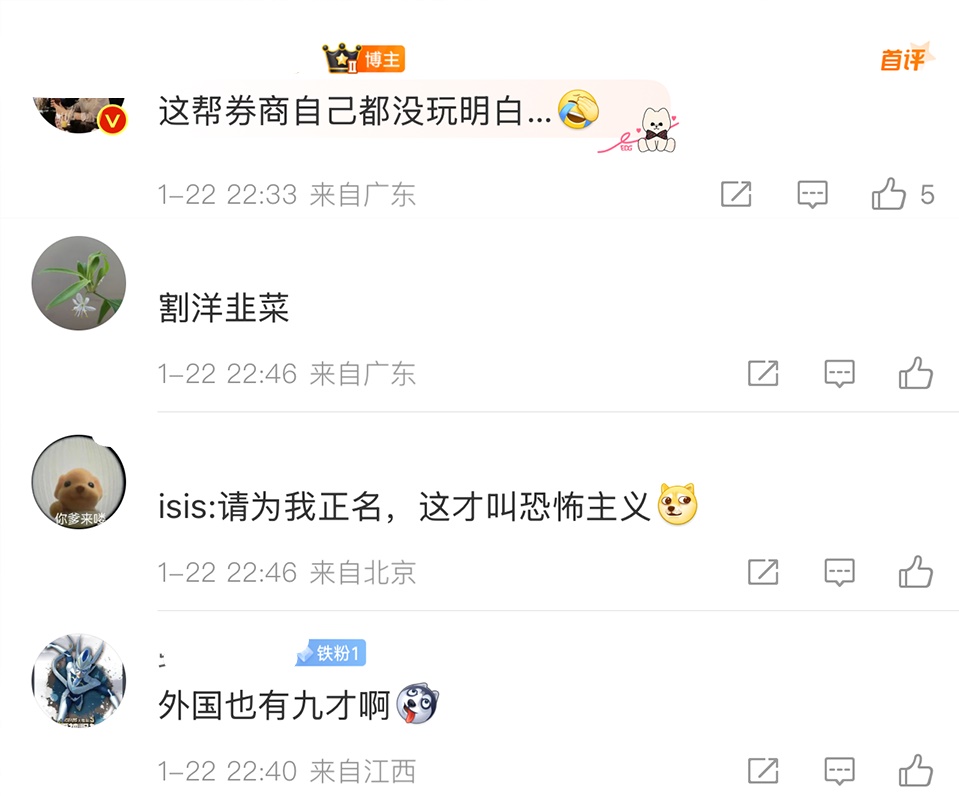 II 博主
首评
这帮券商自己都没玩明白...
1-22 22:33 来自广东
5
割洋韭菜
1-22 22:46 来自广东
你爹来喽
isis:请为我正名，这才叫恐怖主义
1-22 22:46 来自北京
铁粉1
外国也有九才啊
1-22 22:40 来自江西